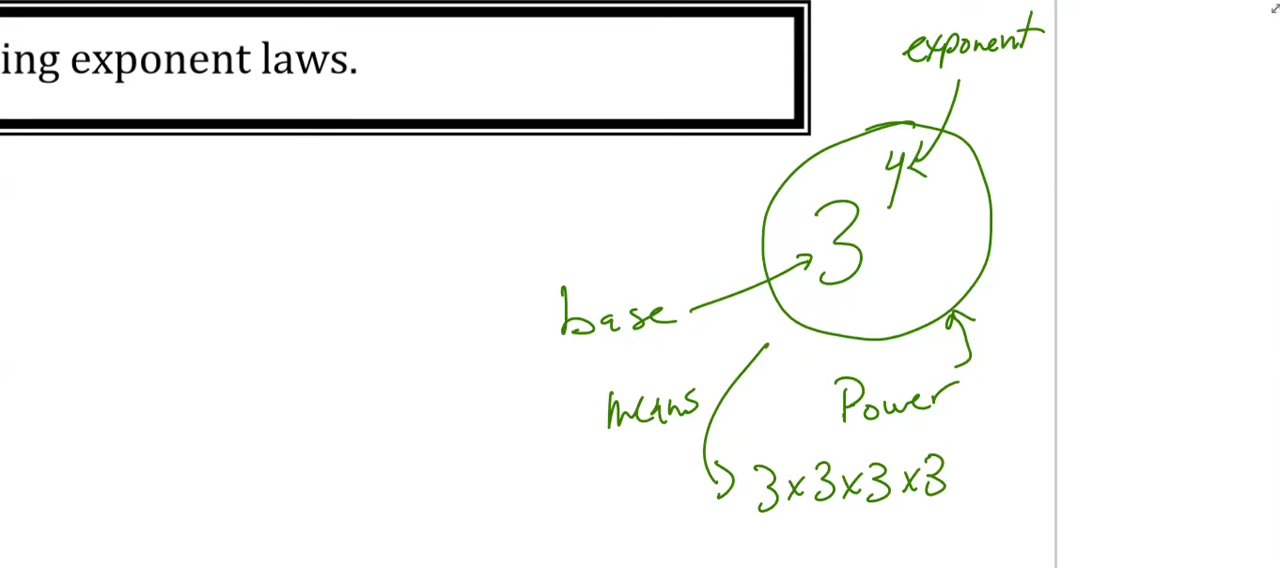 ing exponent laws.
exponent
3⁴
base
means
Power
3×3×3×3